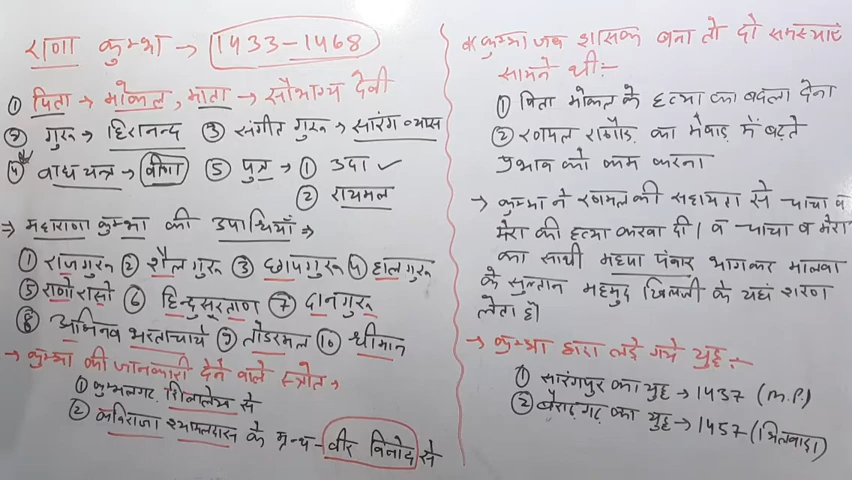 राणा कुम्भा → 1433-1468
① पिता → मोकल, माता → सौभाग्य देवी
② गुरू → हिरानन्द ③ संगीत गुरू → सारंग व्यास
④ वाद्य यन्त्र → वीणा ⑤ पुत्र → ① उदा ✓
② रायमल
⇒ महाराणा कुम्भा की उपाधियाँ ⇒
① राजगुरू ② शैल गुरू ③ छापगुरू ④ हालगुरू
⑤ राणो रासो ⑥ हिन्दु सूरताण ⑦ दानगुरू
⑧ अभिनव भरताचार्य ⑨ तोडरमल ⑩ धीमान
→ कुम्भा की जानकारी देने वाले स्त्रोत →
① कुम्भलगढ शिलालेख से
② कविराजा श्यामलदास के ग्रन्थ - वीर विनोद से
कुम्भा जब शासक बना तो दो समस्याएं
सामने थी:-
① पिता मोकल के हत्या का बदला लेना
② रणमल राठौड़ का मेवाड़ में बढ़ते
प्रभाव को कम करना
→ कुम्भा ने रणमल की सहायता से चाचा व
मेरा की हत्या करवा दी। व चाचा व मेरा
का साथी महपा पंवार भागकर मालवा
के सुल्तान महमुद खिलजी के यहां शरण
लेता है।
→ कुम्भा द्वारा लड़े गये युद्ध :-
① सारंगपुर का युद्ध → 1437 (M.P.)
② बैराठगढ़ का युद्ध → 1457 (भीलवाड़ा)